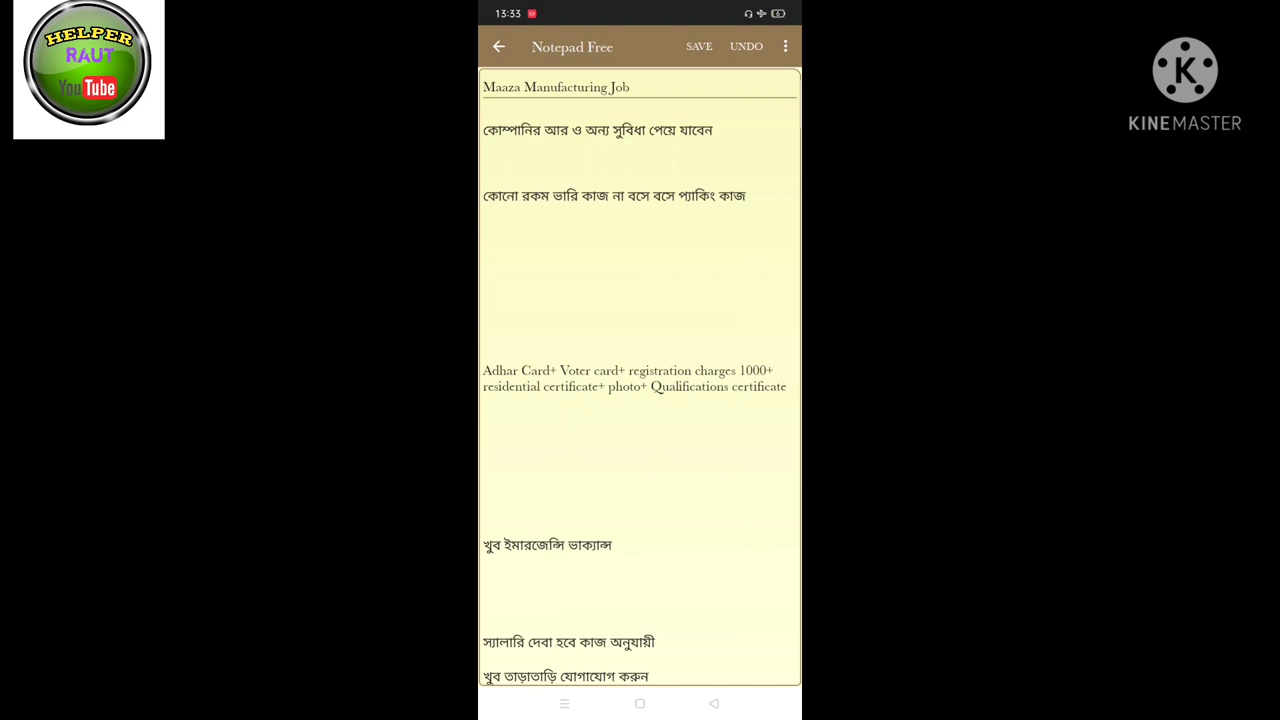 HELPER
RAUT
YouTube
13:33
Notepad Free
SAVE
UNDO
K
KINEMASTER
Maaza Manufacturing Job
কোম্পানির আর ও অন্য সুবিধা পেয়ে যাবেন
কোনো রকম ভারি কাজ না বসে বসে প্যাকিং কাজ
Adhar Card+ Voter card+ registration charges 1000+
residential certificate+ photo+ Qualifications certificate
খুব ইমারজেন্সি ভাক্যান্স
স্যালারি দেবা হবে কাজ অনুযায়ী
খুব তাড়াতাড়ি যোগাযোগ করুন